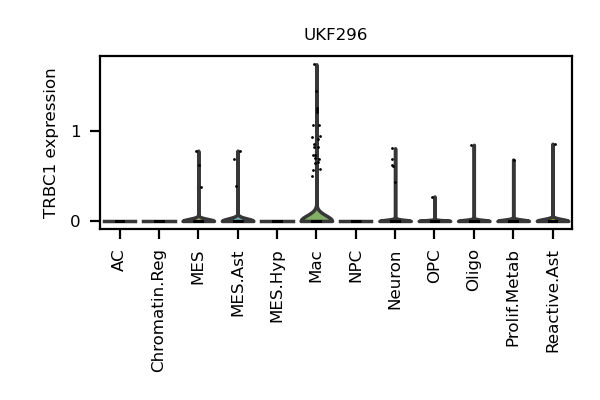 UKF296
TRBC1 expression
1
0
AC
Chromatin.Reg
MES
MES.Ast
MES.Hyp
Mac
NPC
Neuron
OPC
Oligo
Prolif.Metab
Reactive.Ast